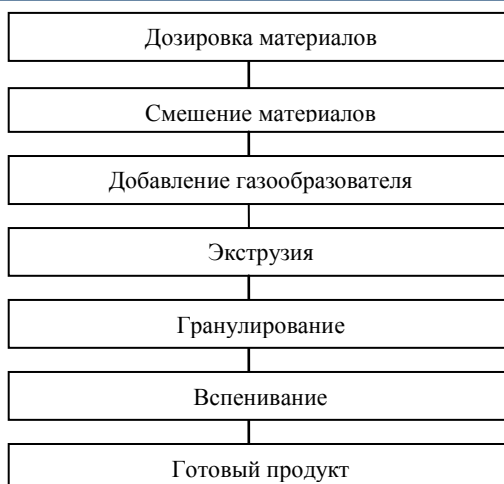 Дозировка материалов
Смешение материалов
Добавление газообразователя
Экструзия
Гранулирование
Вспенивание
Готовый продукт